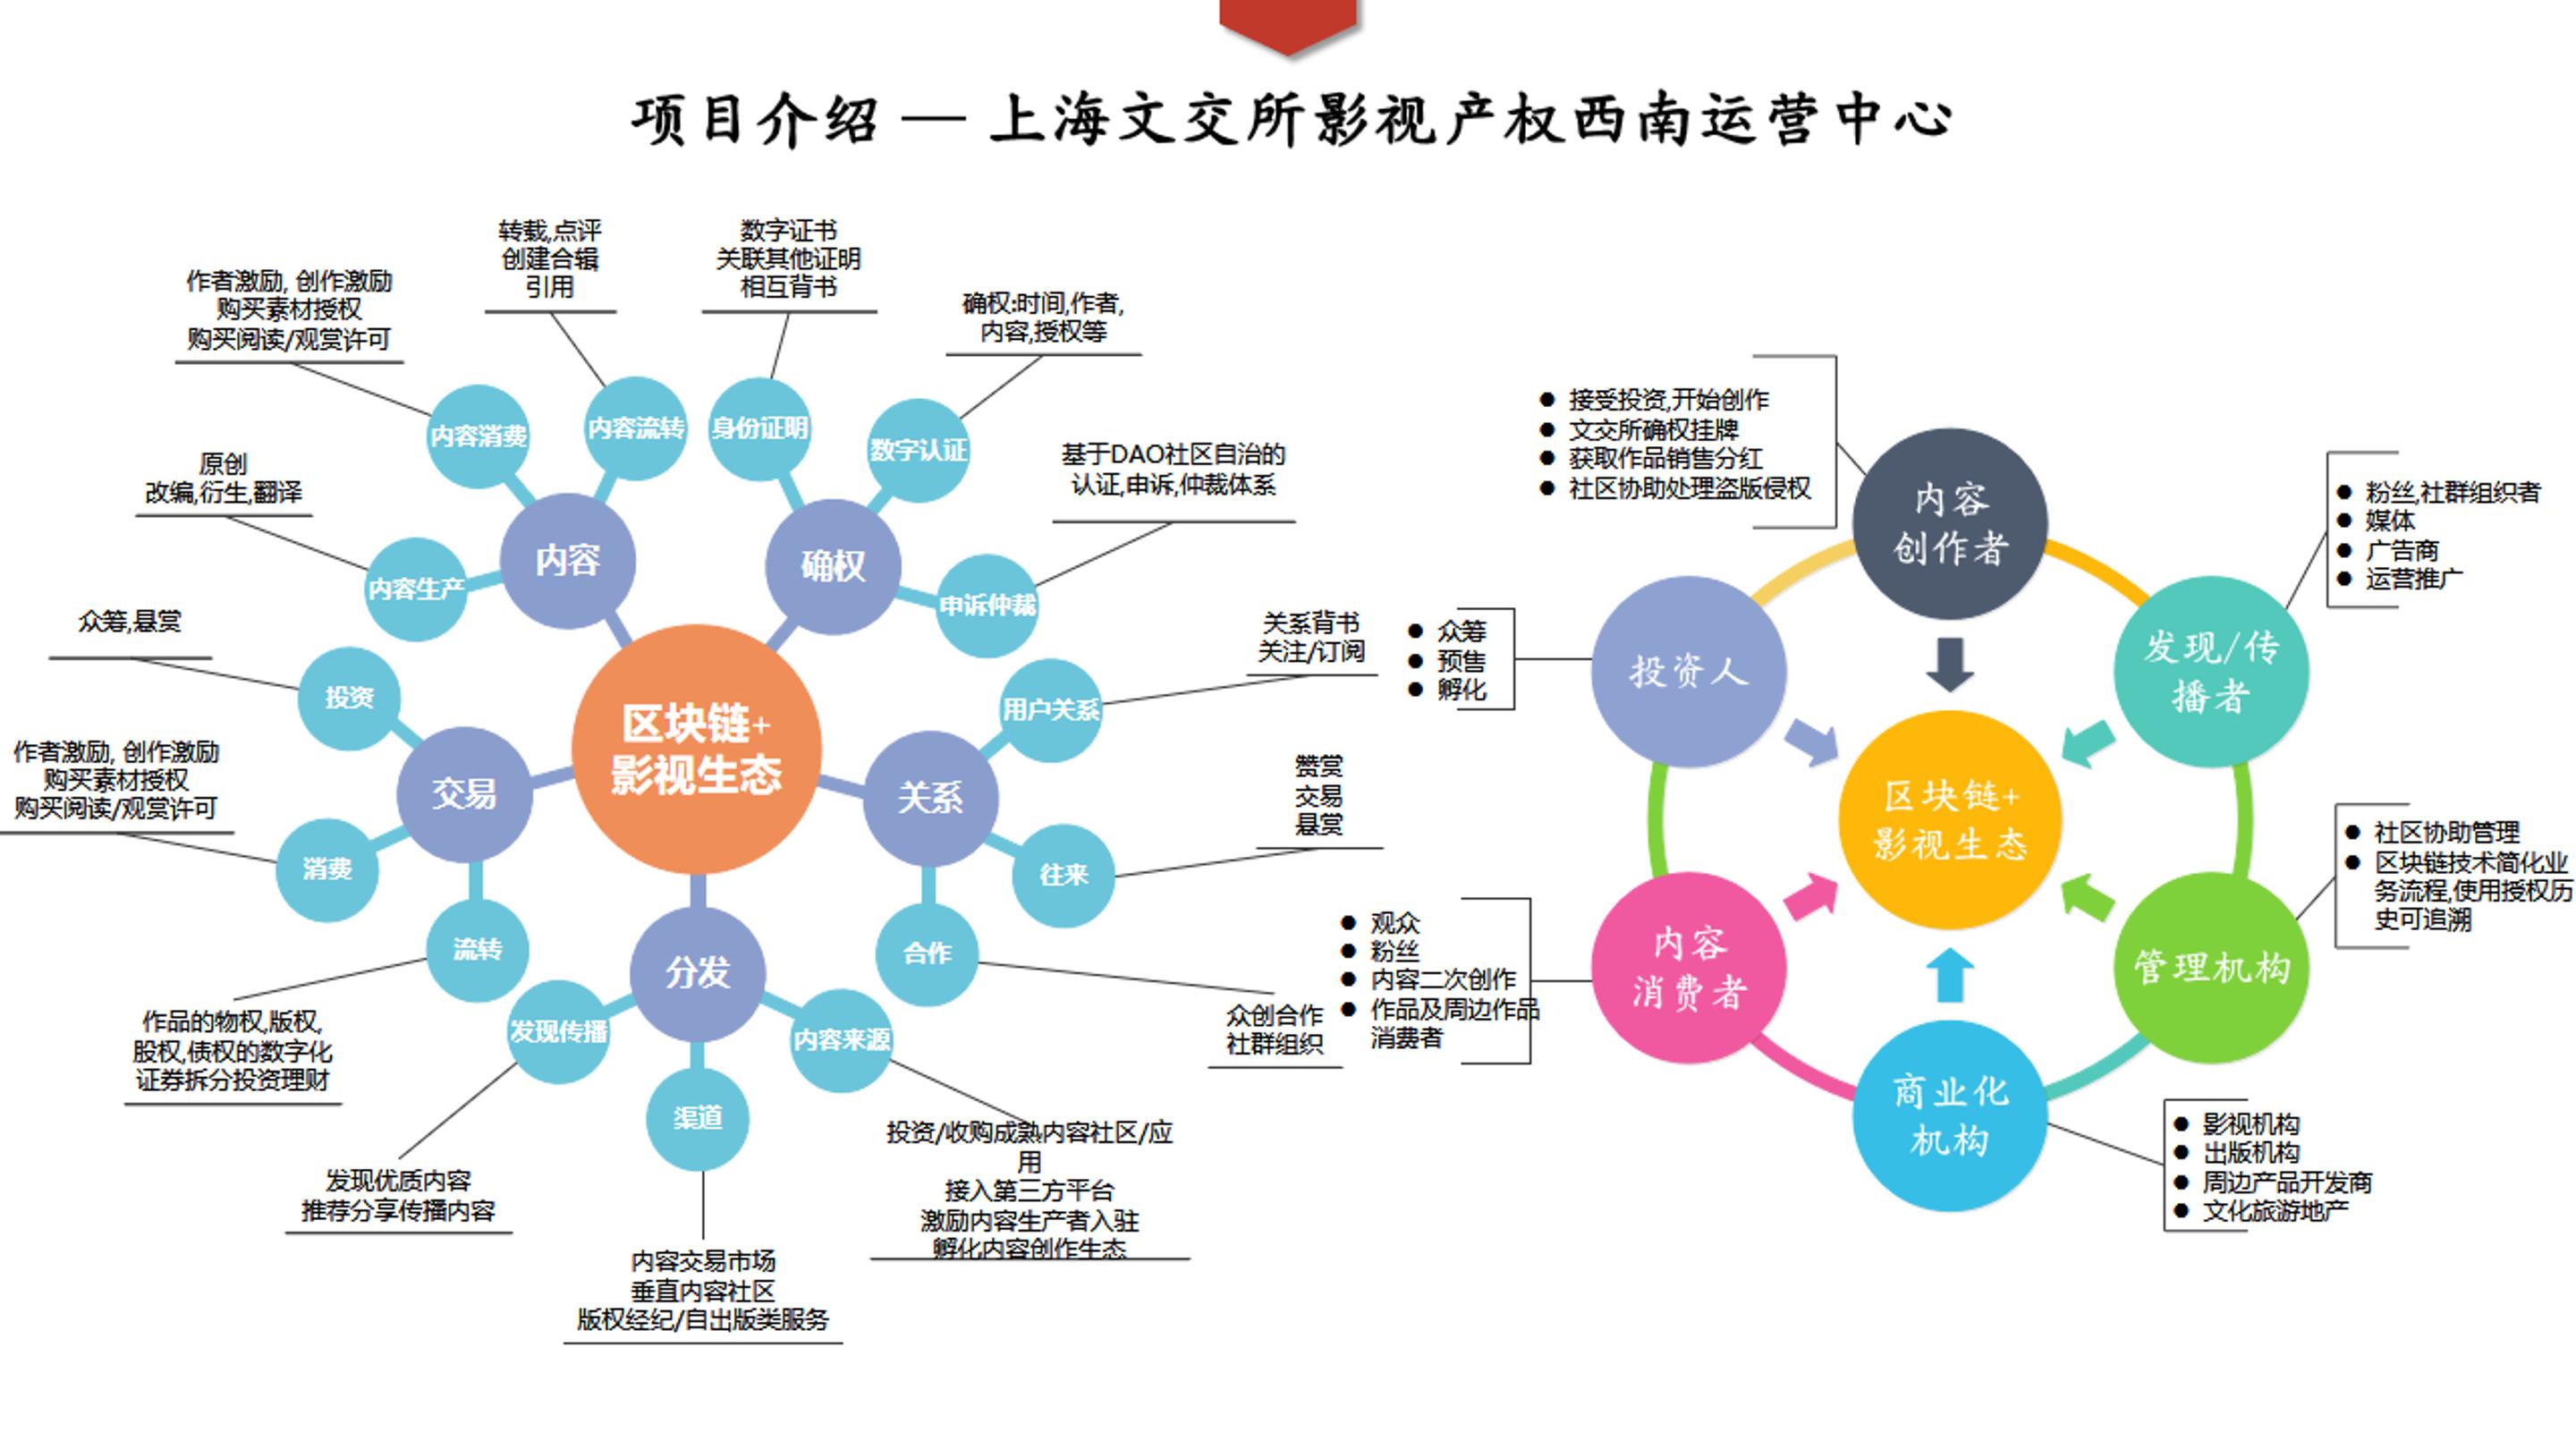 项目介绍 — 上海文交所影视产权西南运营中心
转载,点评
创建合辑
引用
数字证书
关联其他证明
相互背书
作者激励, 创作激励
购买素材授权
购买阅读/观赏许可
确权:时间,作者,
内容,授权等
内容消费
内容流转
身份证明
数字认证
原创
改编,衍生,翻译
基于DAO社区自治的
认证,申诉,仲裁体系
内容
确权
内容生产
申诉仲裁
众筹,悬赏
关系背书
关注/订阅
投资
用户关系
区块链+
影视生态
作者激励, 创作激励
购买素材授权
购买阅读/观赏许可
交易
关系
赞赏
交易
悬赏
消费
往来
流转
合作
分发
作品的物权,版权,
股权,债权的数字化
证券拆分投资理财
发现传播
内容来源
众创合作
社群组织
渠道
发现优质内容
推荐分享传播内容
投资/收购成熟内容社区/应
用
接入第三方平台
激励内容生产者入驻
孵化内容创作生态
内容交易市场
垂直内容社区
版权经纪/自出版类服务
● 接受投资,开始创作
● 文交所确权挂牌
● 获取作品销售分红
● 社区协助处理盗版侵权
内容
创作者
● 粉丝,社群组织者
● 媒体
● 广告商
● 运营推广
● 众筹
● 预售
● 孵化
投资人
发现/传
播者
区块链+
影视生态
● 社区协助管理
● 区块链技术简化业
务流程,使用授权历
史可追溯
● 观众
● 粉丝
● 内容二次创作
● 作品及周边作品
消费者
内容
消费者
管理机构
商业化
机构
● 影视机构
● 出版机构
● 周边产品开发商
● 文化旅游地产